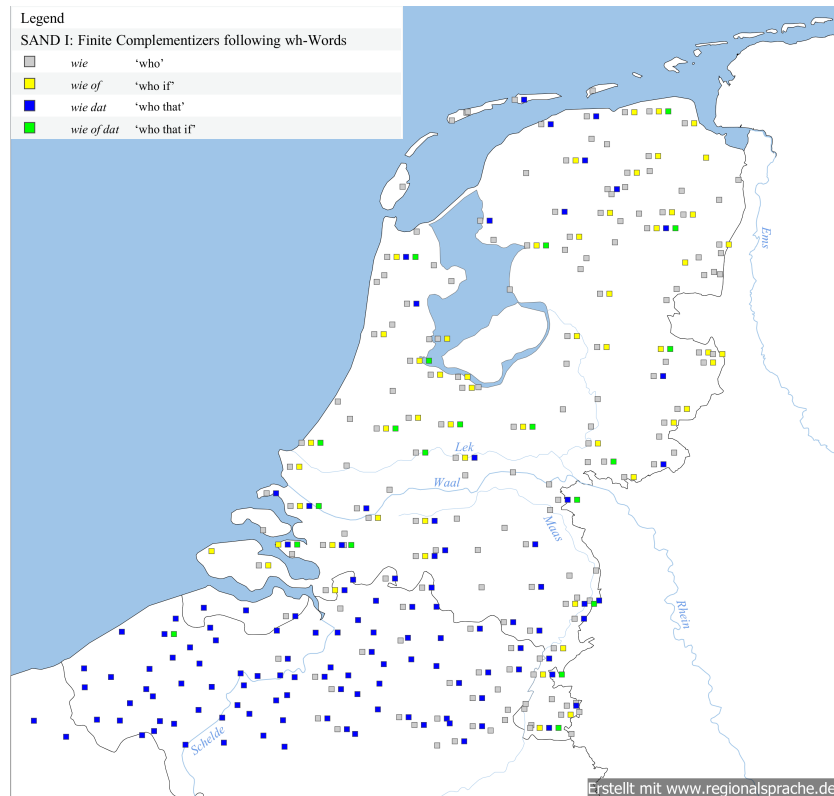 Legend
SAND I: Finite Complementizers following wh-Words
wie 'who'
wie of 'who if'
wie dat 'who that'
wie of dat 'who that if'
Ems
Lek
Waal
Maas
Rhein
Schelde
Erstellt mit www.regionalsprache.de